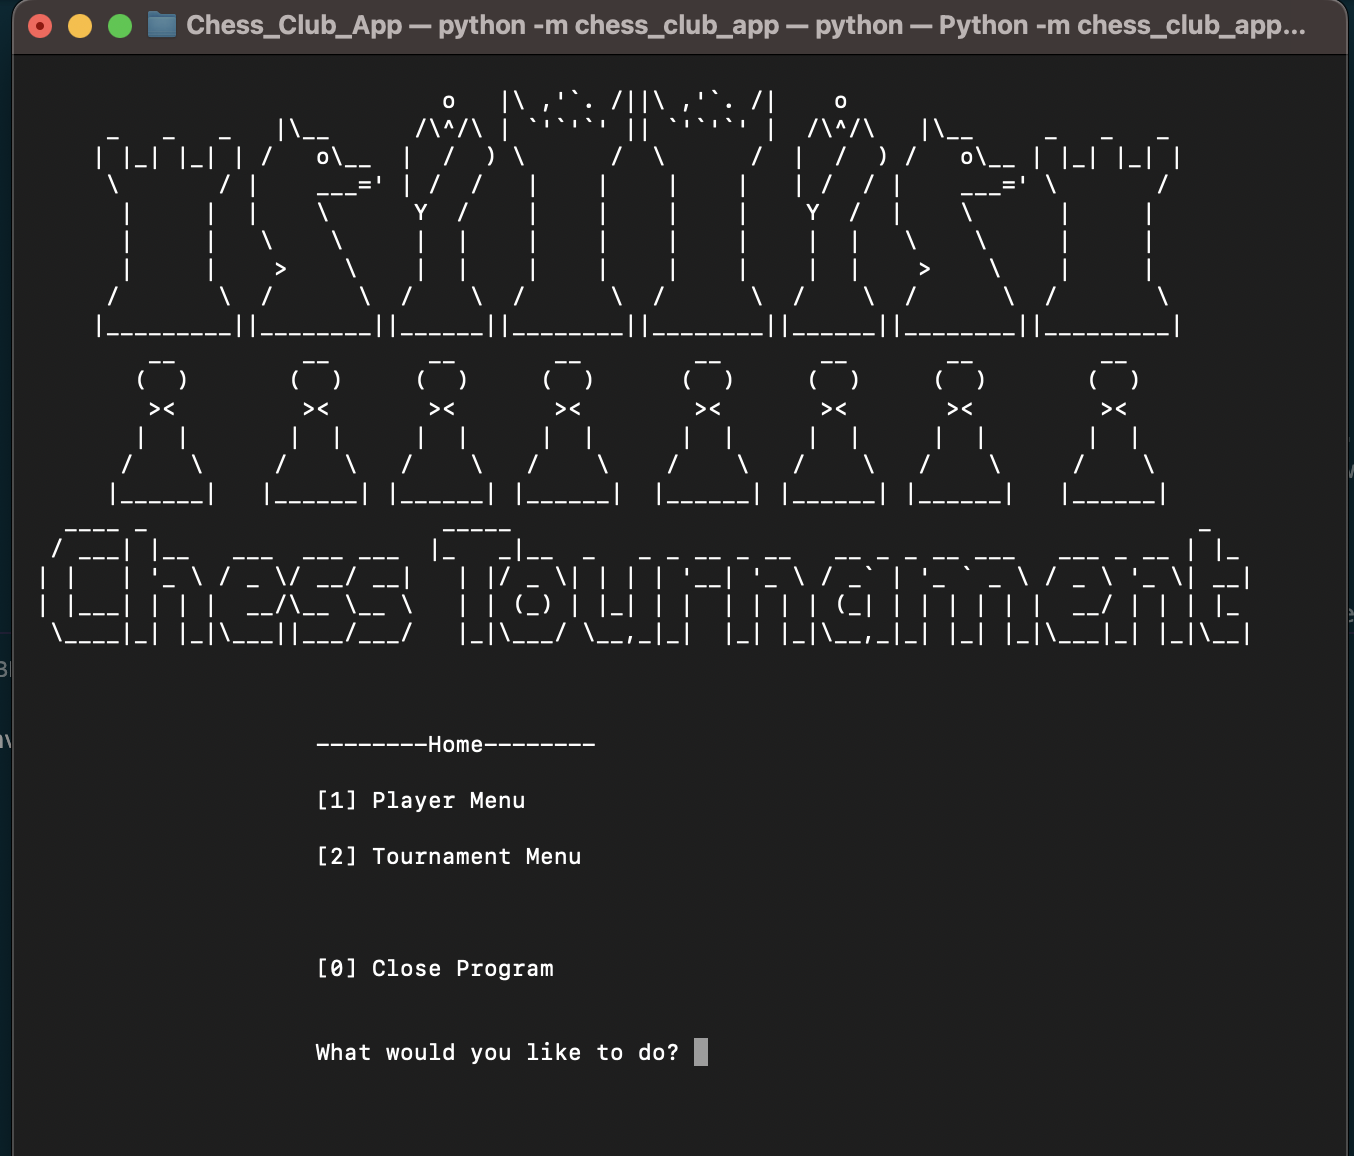 Chess_Club_App — python -m chess_club_app — python — Python -m chess_club_app...
Chess Tournament
--------Home--------
[1] Player Menu
[2] Tournament Menu
[0] Close Program
What would you like to do?